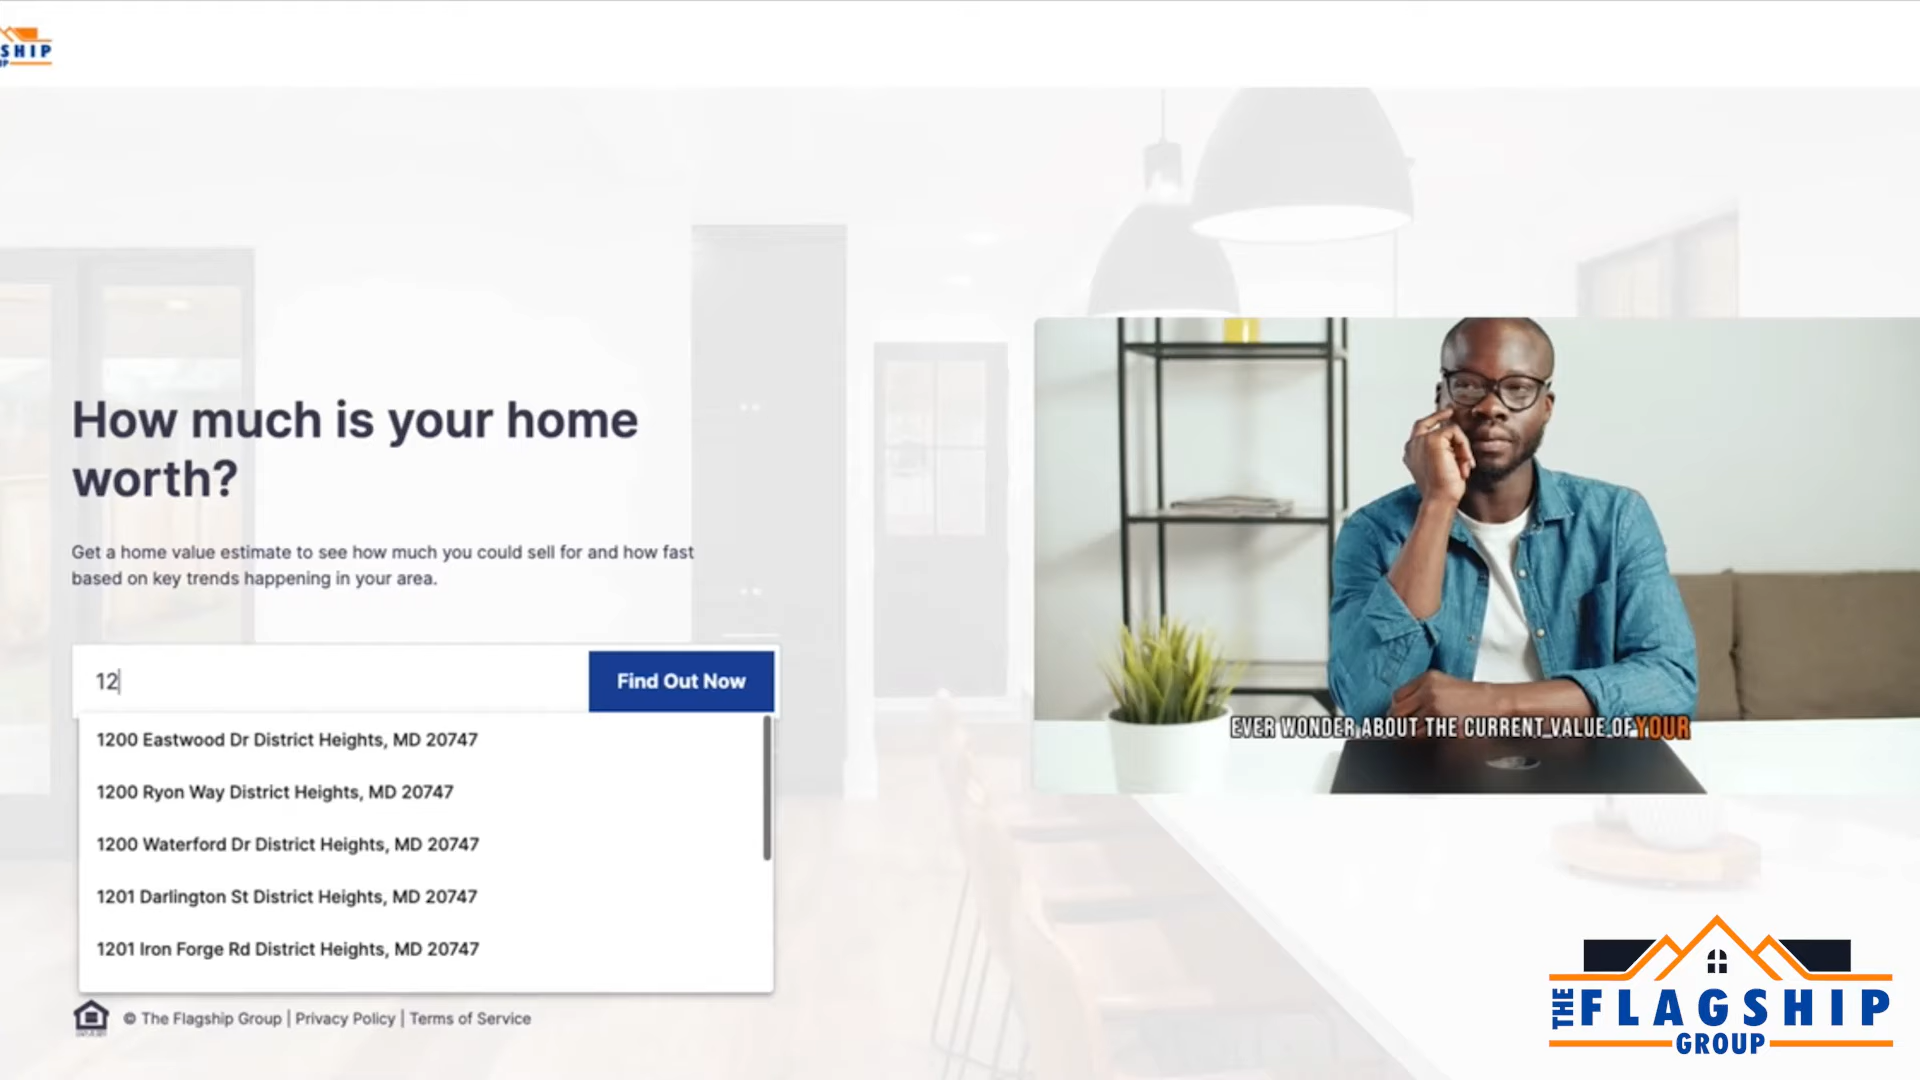 SHIP
IP
How much is your home
worth?
Get a home value estimate to see how much you could sell for and how fast
based on key trends happening in your area.
12
Find Out Now
1200 Eastwood Dr District Heights, MD 20747
1200 Ryon Way District Heights, MD 20747
1200 Waterford Dr District Heights, MD 20747
1201 Darlington St District Heights, MD 20747
1201 Iron Forge Rd District Heights, MD 20747
© The Flagship Group | Privacy Policy | Terms of Service
EVER WONDER ABOUT THE CURRENT VALUE OF YOUR
THE FLAGSHIP
GROUP